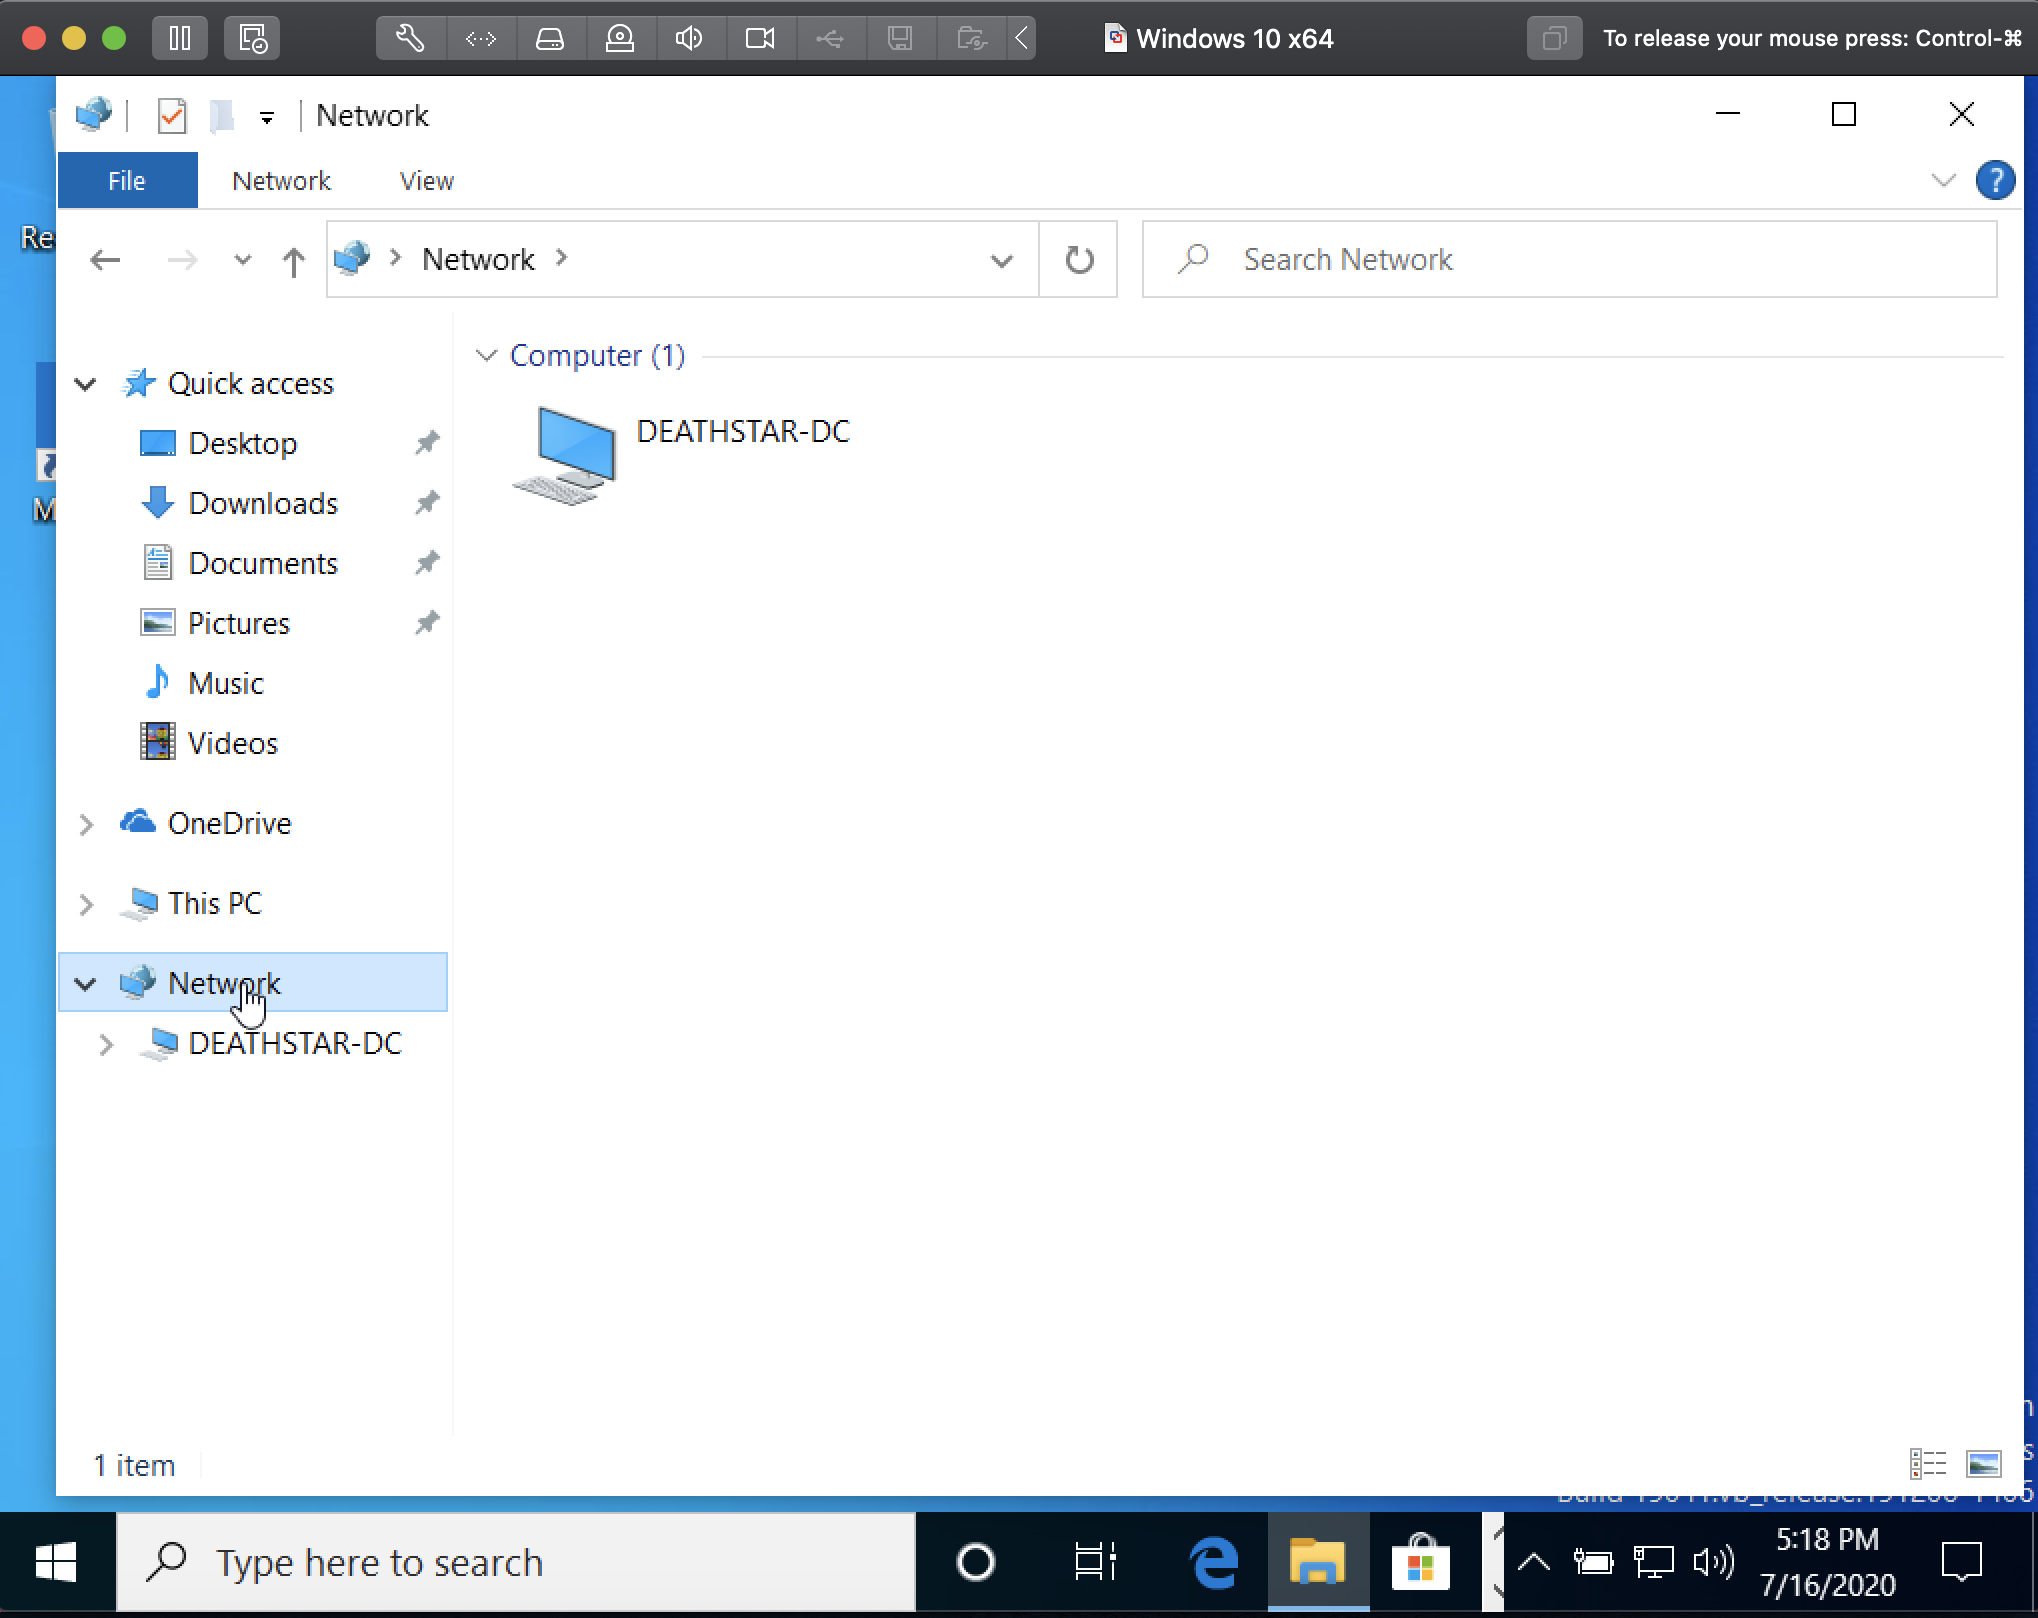 Windows 10 x64
To release your mouse press: Control-⌘
Network
File
Network
View
Re
Network
Search Network
Computer (1)
DEATHSTAR-DC
Quick access
Desktop
Downloads
Documents
Pictures
Music
Videos
M
OneDrive
This PC
Network
DEATHSTAR-DC
1 item
Type here to search
5:18 PM
7/16/2020